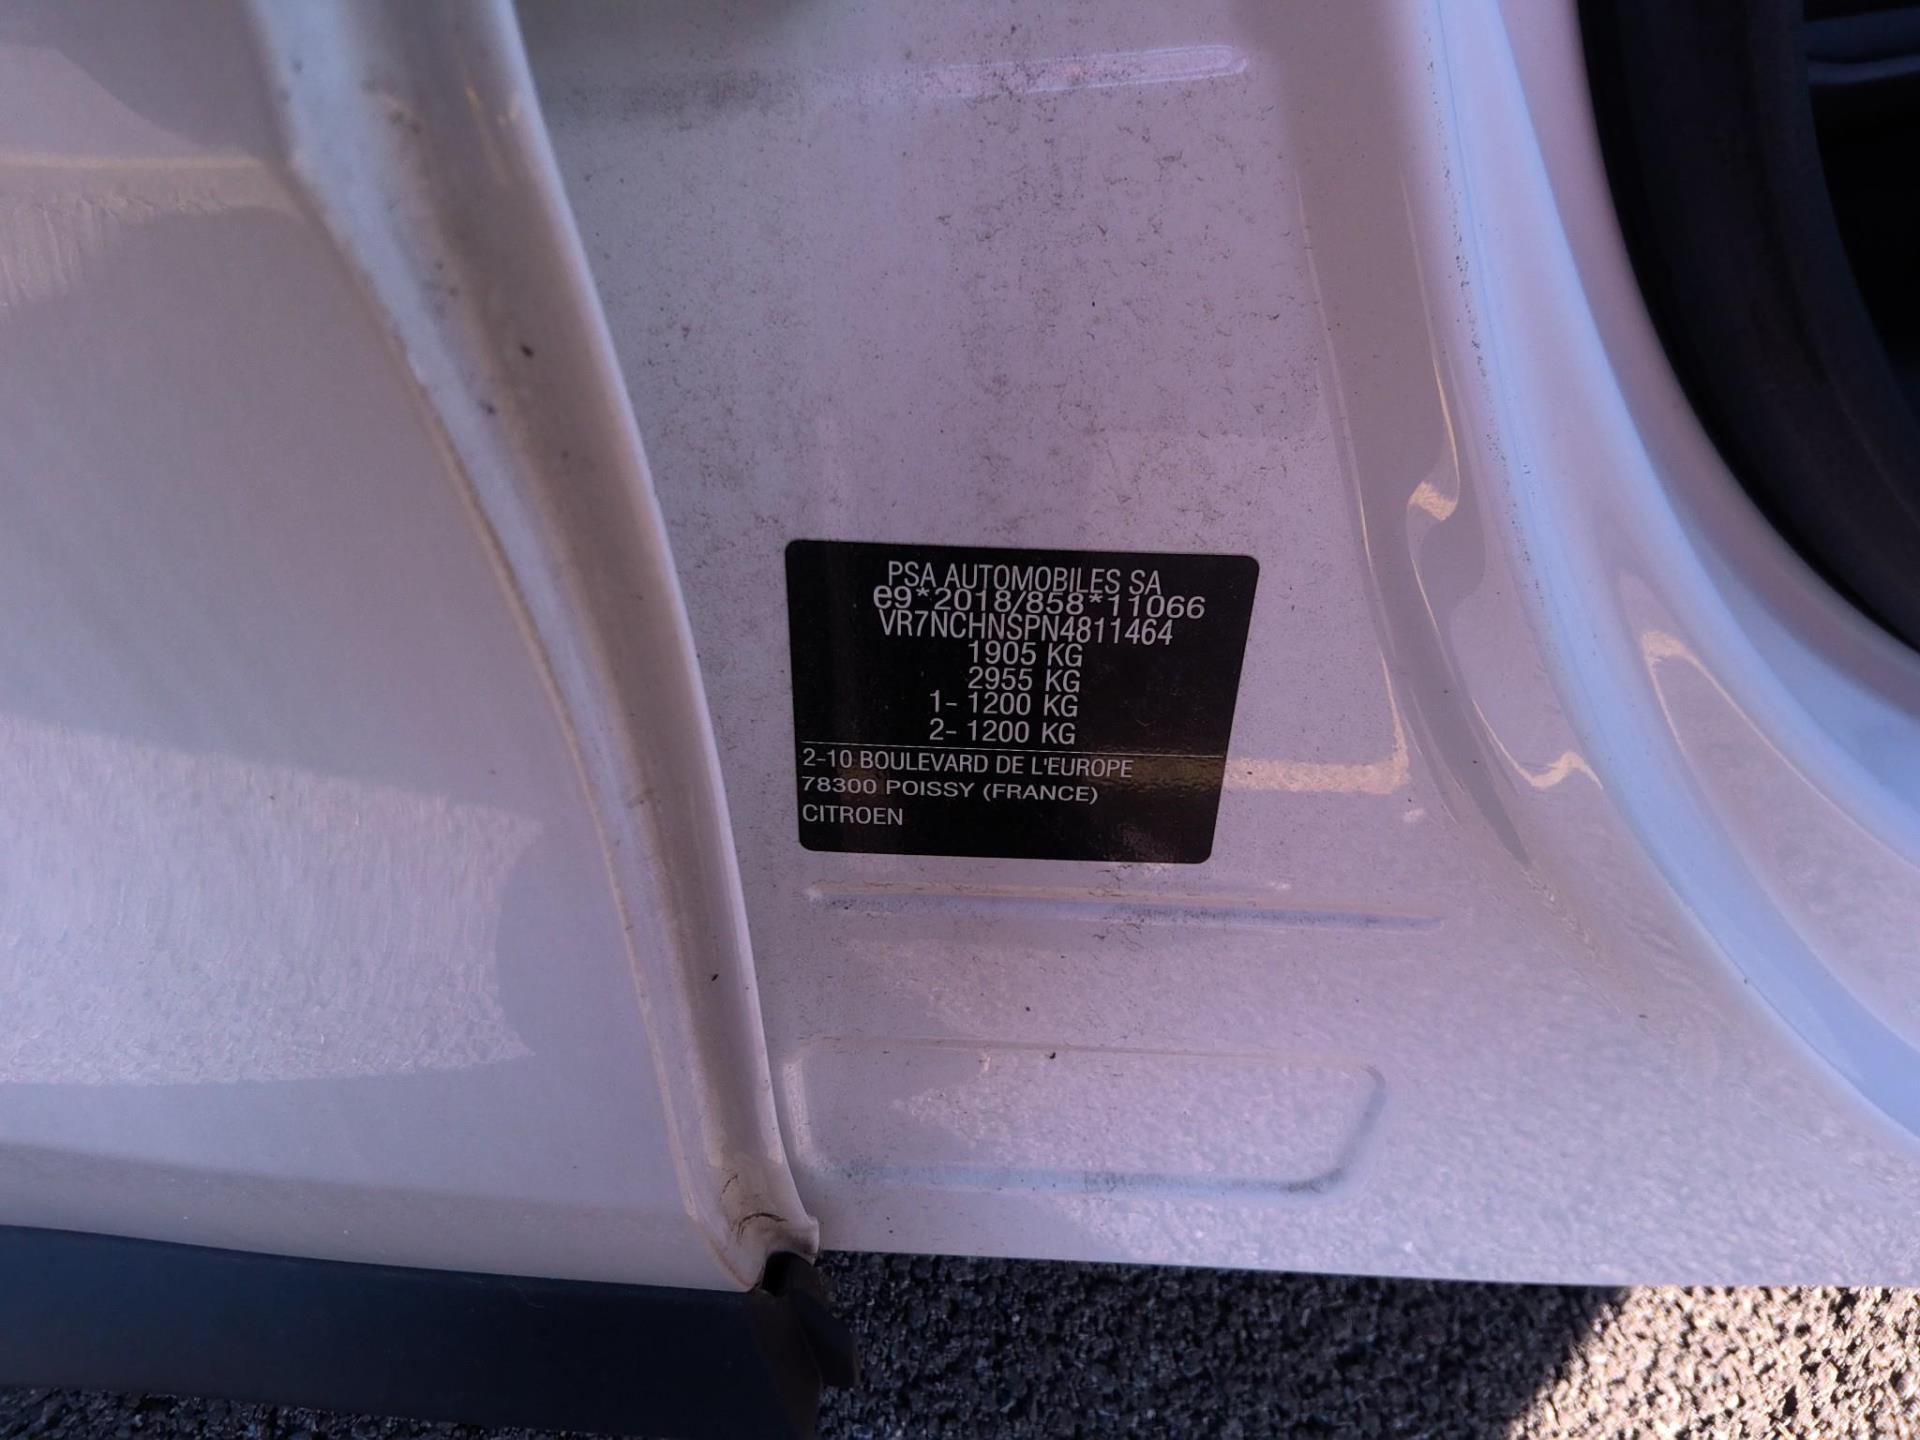 PSA AUTOMOBILES SA
e9*2018/858*11066
VR7NCHNSPN4811464
1905 KG
2955 KG
1- 1200 KG
2- 1200 KG
2-10 BOULEVARD DE L'EUROPE
78300 POISSY (FRANCE)
CITROEN